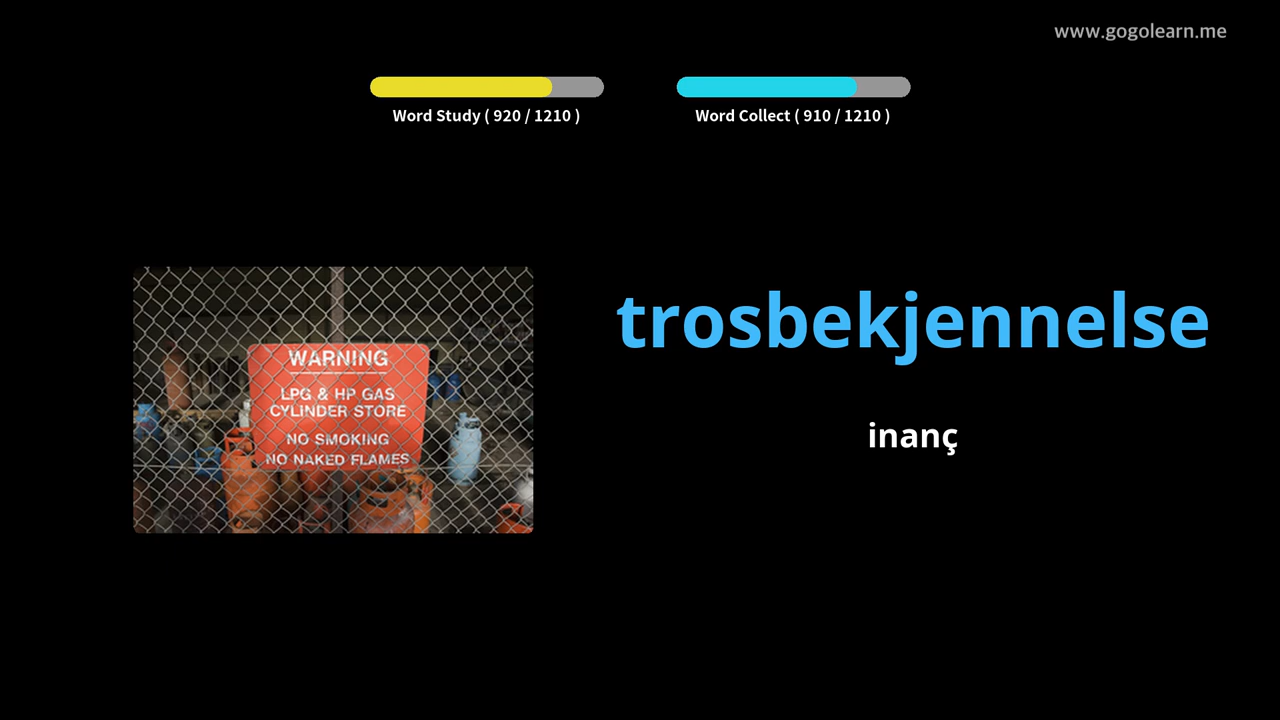 www.gogolearn.me
Word Study ( 920 / 1210 )
Word Collect ( 910 / 1210 )
WARNING
LPG & HP GAS
CYLINDER STORE
NO SMOKING
NO NAKED FLAMES
trosbekjennelse
inanç